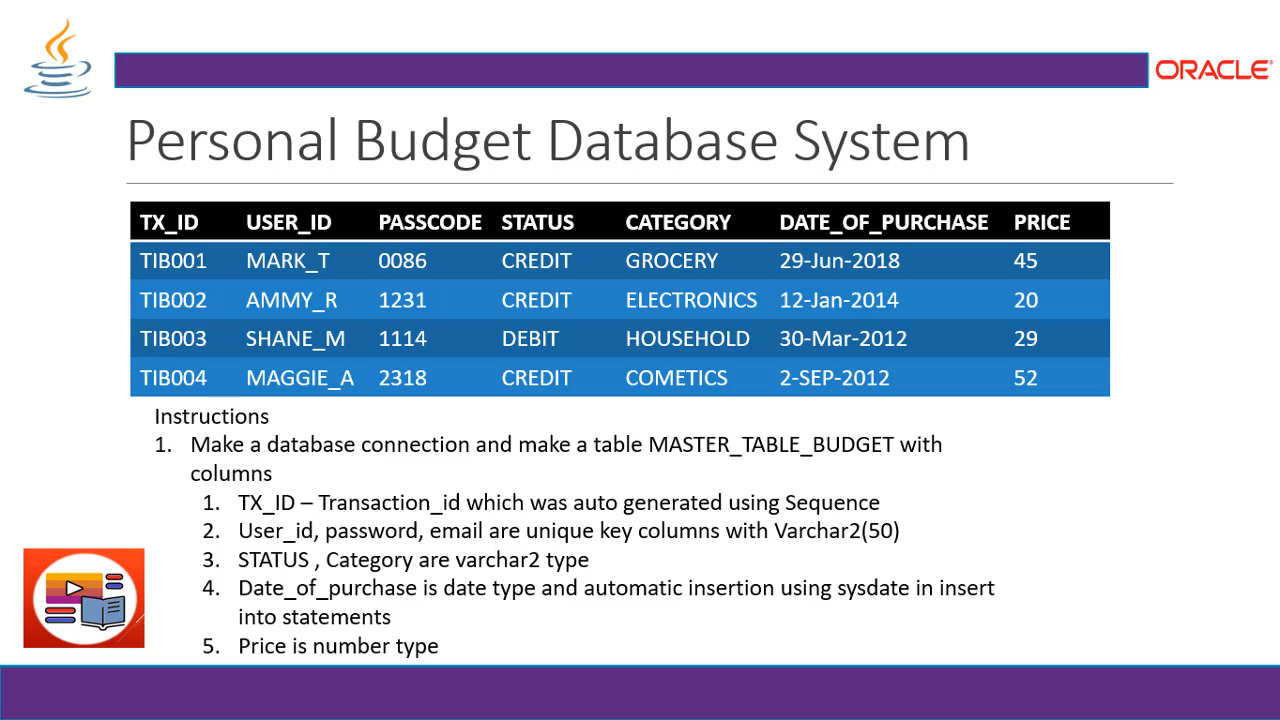 ORACLE
Personal Budget Database System
TX_ID USER_ID PASSCODE STATUS CATEGORY DATE_OF_PURCHASE PRICE
TIB001 MARK_T 0086 CREDIT GROCERY 29-Jun-2018 45
TIB002 AMMY_R 1231 CREDIT ELECTRONICS 12-Jan-2014 20
TIB003 SHANE_M 1114 DEBIT HOUSEHOLD 30-Mar-2012 29
TIB004 MAGGIE_A 2318 CREDIT COMETICS 2-SEP-2012 52
Instructions
1. Make a database connection and make a table MASTER_TABLE_BUDGET with
columns
1. TX_ID – Transaction_id which was auto generated using Sequence
2. User_id, password, email are unique key columns with Varchar2(50)
3. STATUS , Category are varchar2 type
4. Date_of_purchase is date type and automatic insertion using sysdate in insert
into statements
5. Price is number type